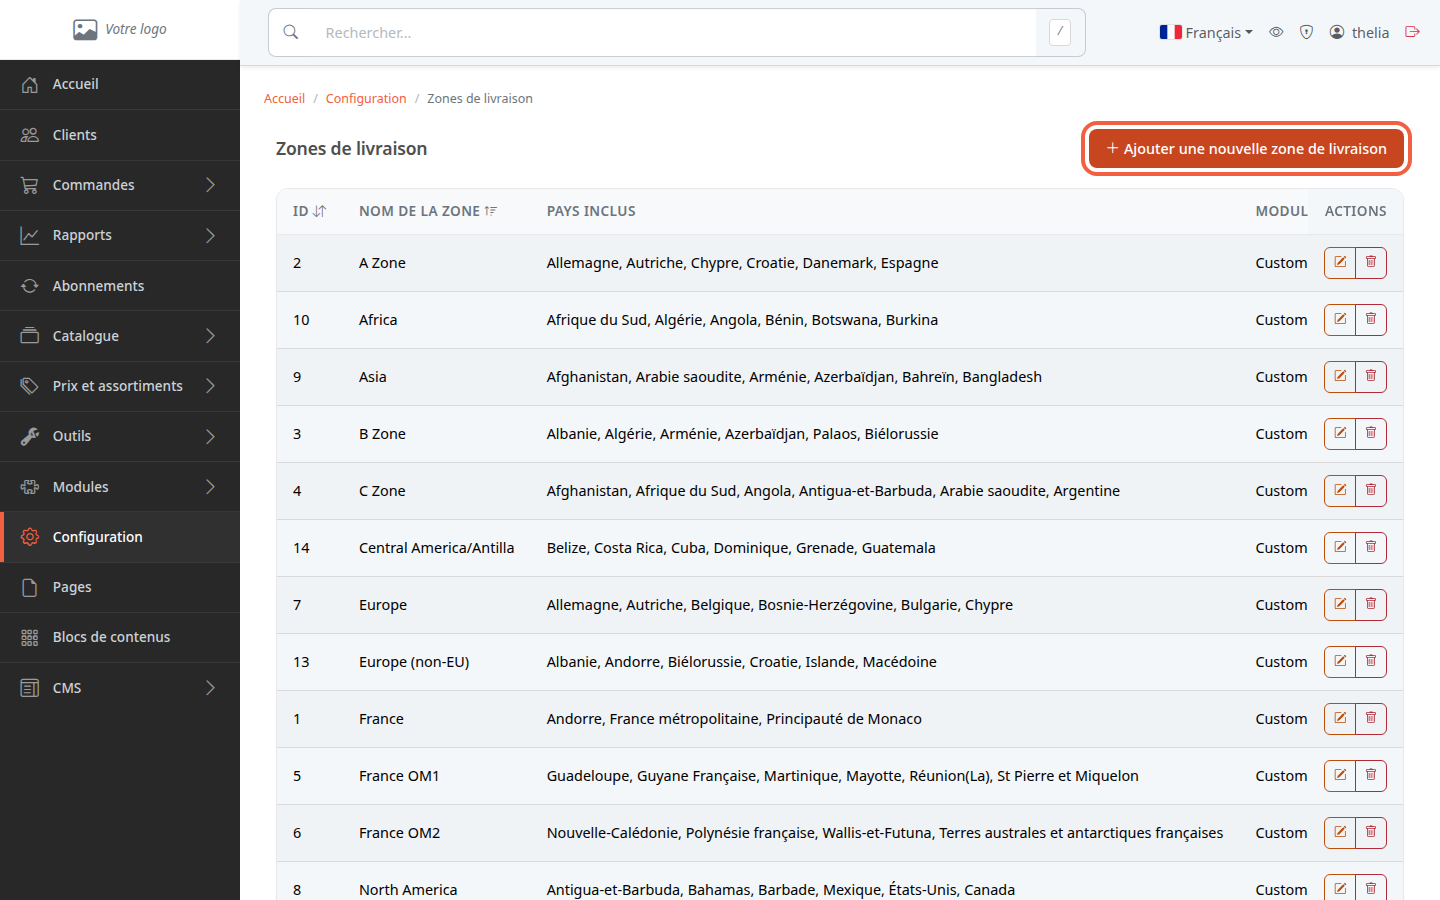 Votre logo
Rechercher...
/
Français
thelia
Accueil
Clients
Commandes
Rapports
Abonnements
Catalogue
Prix et assortiments
Outils
Modules
Configuration
Pages
Blocs de contenus
CMS
Accueil / Configuration / Zones de livraison
Zones de livraison
+ Ajouter une nouvelle zone de livraison
ID NOM DE LA ZONE PAYS INCLUS MODUL ACTIONS
2 A Zone Allemagne, Autriche, Chypre, Croatie, Danemark, Espagne Custom
10 Africa Afrique du Sud, Algérie, Angola, Bénin, Botswana, Burkina Custom
9 Asia Afghanistan, Arabie saoudite, Arménie, Azerbaïdjan, Bahreïn, Bangladesh Custom
3 B Zone Albanie, Algérie, Arménie, Azerbaïdjan, Palaos, Biélorussie Custom
4 C Zone Afghanistan, Afrique du Sud, Angola, Antigua-et-Barbuda, Arabie saoudite, Argentine Custom
14 Central America/Antilla Belize, Costa Rica, Cuba, Dominique, Grenade, Guatemala Custom
7 Europe Allemagne, Autriche, Belgique, Bosnie-Herzégovine, Bulgarie, Chypre Custom
13 Europe (non-EU) Albanie, Andorre, Biélorussie, Croatie, Islande, Macédoine Custom
1 France Andorre, France métropolitaine, Principauté de Monaco Custom
5 France OM1 Guadeloupe, Guyane Française, Martinique, Mayotte, Réunion(La), St Pierre et Miquelon Custom
6 France OM2 Nouvelle-Calédonie, Polynésie française, Wallis-et-Futuna, Terres australes et antarctiques françaises Custom
8 North America Antigua-et-Barbuda, Bahamas, Barbade, Mexique, États-Unis, Canada Custom